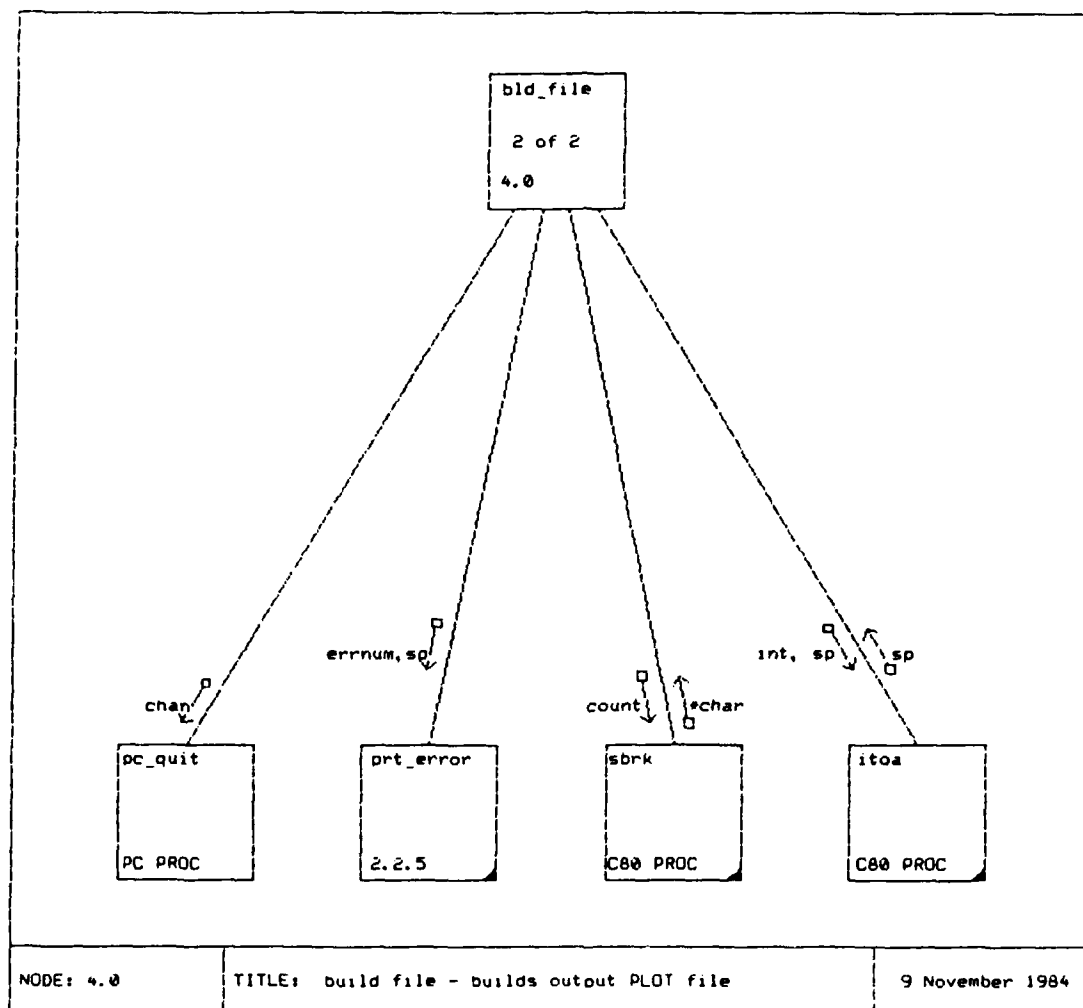 bld_file
2 of 2
4.0
errnum, sp
int, sp
sp
chan
count
*char
pc_quit
prt_error
sbrk
itoa
PC PROC
2.2.5
C80 PROC
C80 PROC
NODE: 4.0
TITLE: build file - builds output PLOT file
9 November 1984